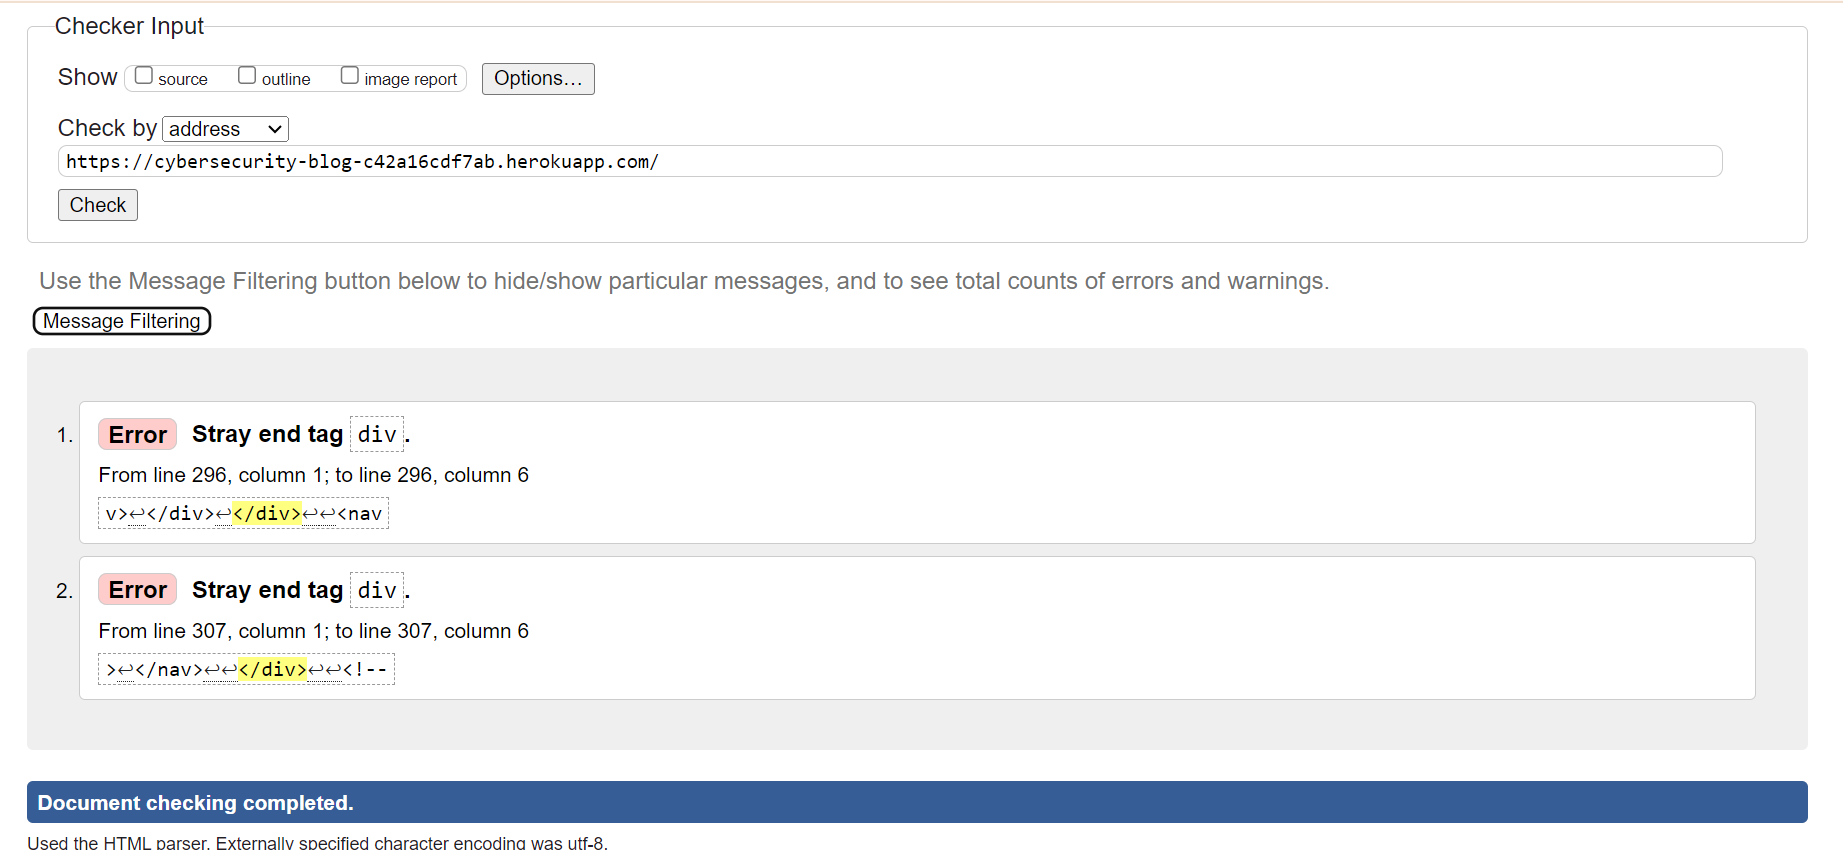 Checker Input
Show source outline image report Options...
Check by address
https://cybersecurity-blog-c42a16cdf7ab.herokuapp.com/
Check
Use the Message Filtering button below to hide/show particular messages, and to see total counts of errors and warnings.
Message Filtering
1. Error Stray end tag div.
From line 296, column 1; to line 296, column 6
v>↩</div>↩</div>↩↩<nav
2. Error Stray end tag div.
From line 307, column 1; to line 307, column 6
>↩</nav>↩↩</div>↩↩<!--
Document checking completed.
Used the HTML parser. Externally specified character encoding was utf-8.